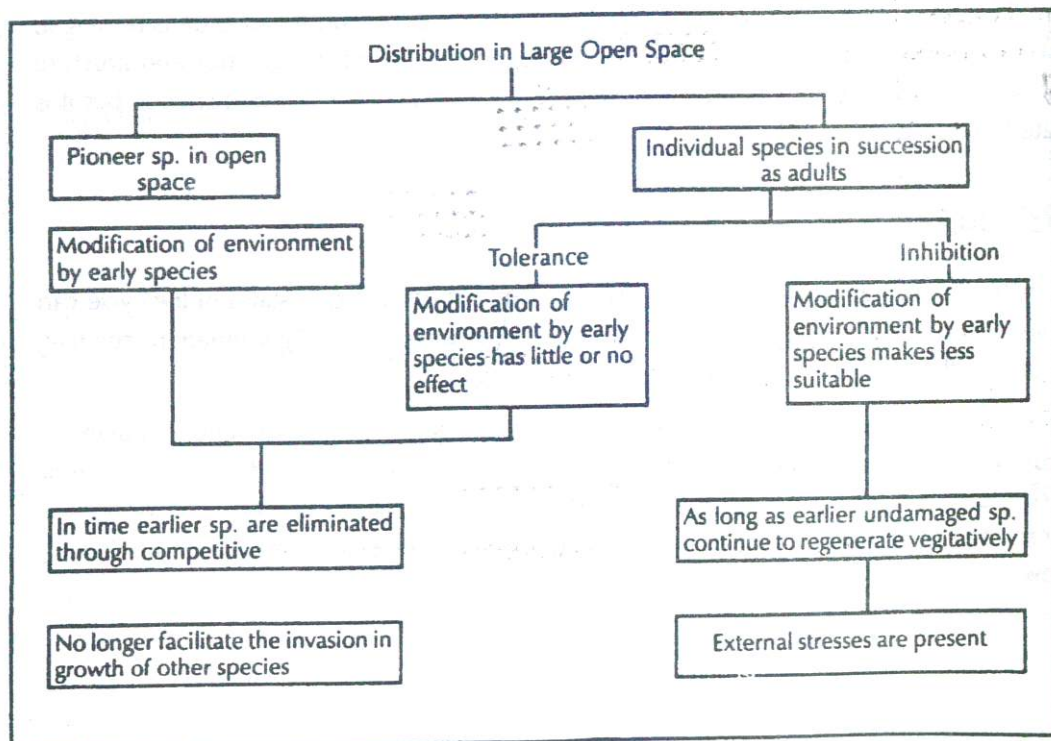 Distribution in Large Open Space
Pioneer sp. in open
space
Individual species in succession
as adults
Modification of environment
by early species
Tolerance
Inhibition
Modification of
environment by early
species has little or no
effect
Modification of
environment by early
species makes less
suitable
In time earlier sp. are eliminated
through competitive
As long as earlier undamaged sp.
continue to regenerate vegitatively
No longer facilitate the invasion in
growth of other species
External stresses are present